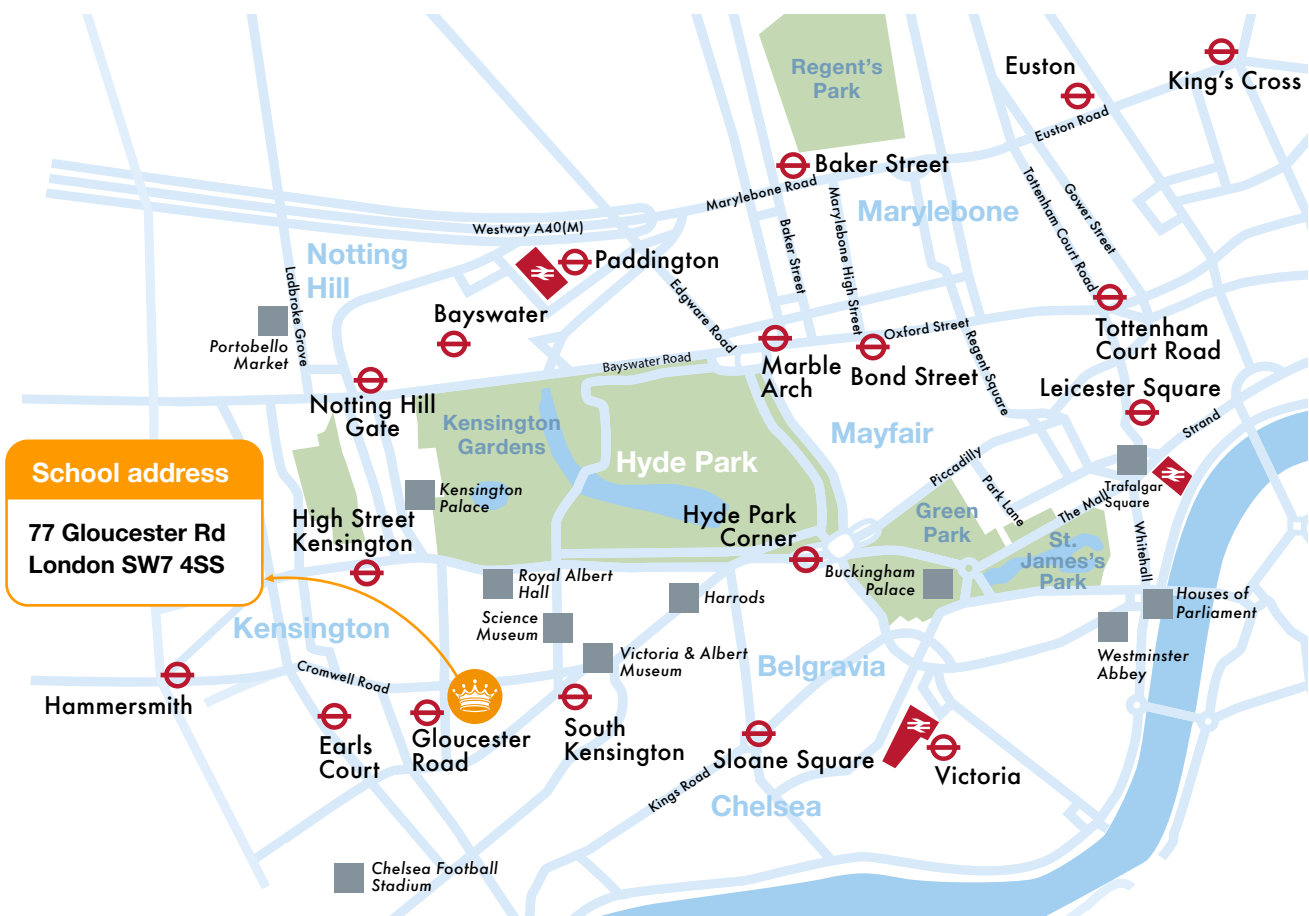 Regent's
Park
Euston
King's Cross
Euston Road
Baker Street
Marylebone Road
Marylebone
Tottenham Court Road
Gower Street
Westway A40(M)
Notting
Hill
Paddington
Baker Street
Marylebone High Street
Ladbroke Grove
Edgware Road
Bayswater
Portobello
Market
Oxford Street
Tottenham
Court Road
Regent Square
Bayswater Road
Marble
Arch
Bond Street
Leicester Square
Notting Hill
Gate
Kensington
Gardens
Mayfair
Strand
School address
Hyde Park
Piccadilly
Kensington
Palace
Park Lane
The Mall
Trafalgar
Square
77 Gloucester Rd
London SW7 4SS
High Street
Kensington
Hyde Park
Corner
Green
Park
St.
James's
Park
Whitehall
Royal Albert
Hall
Harrods
Buckingham
Palace
Houses of
Parliament
Kensington
Science
Museum
Victoria & Albert
Museum
Belgravia
Westminster
Abbey
Cromwell Road
Hammersmith
Earls
Court
Gloucester
Road
South
Kensington
Sloane Square
Victoria
Kings Road
Chelsea
Chelsea Football
Stadium